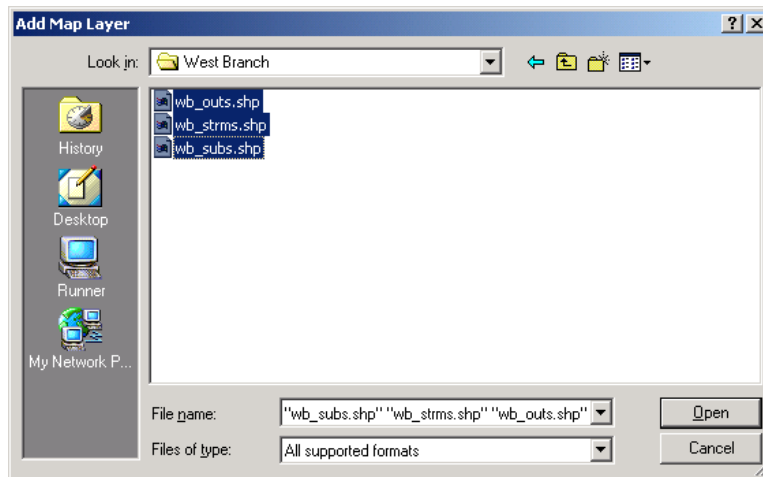 Add Map Layer
Look in: West Branch
wb_outs.shp
wb_strms.shp
wb_subs.shp
History
Desktop
Runner
My Network P...
File name: "wb_subs.shp" "wb_strms.shp" "wb_outs.shp" Open
Files of type: All supported formats Cancel